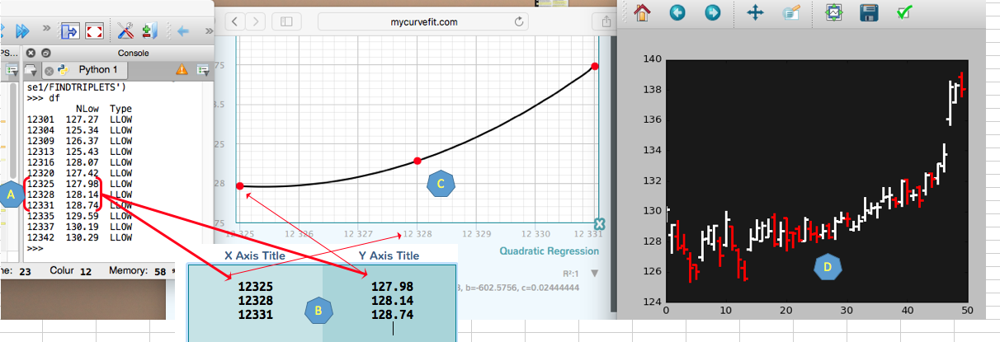 PS...
Console
Python 1
se1/FINDTRIPLETS')
>>> df
NLow Type
12301 127.27 LLOW
12304 125.34 LLOW
12309 126.37 LLOW
12313 125.43 LLOW
12316 128.07 LLOW
12320 127.42 LLOW
12325 127.98 LLOW
12328 128.14 LLOW
12331 128.74 LLOW
12335 129.59 LLOW
12337 130.19 LLOW
12342 130.29 LLOW
>>>
ne: 23 Colur 12 Memory: 58 %
A
mycurvefit.com
75
3.5
25
28
75
12 325 12 326 12 327 12 328 12 329 12 330 12 331
C
X
Quadratic Regression
R²:1
3, b=-602.5756, c=0.02444444
X Axis Title Y Axis Title
12325 127.98
12328 128.14
12331 128.74
B
140
138
136
134
132
130
128
126
124
0 10 20 30 40 50
D